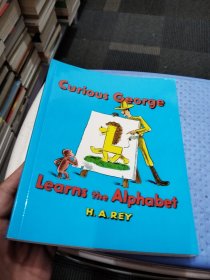 Curious George
Learns the Alphabet
H. A. REY